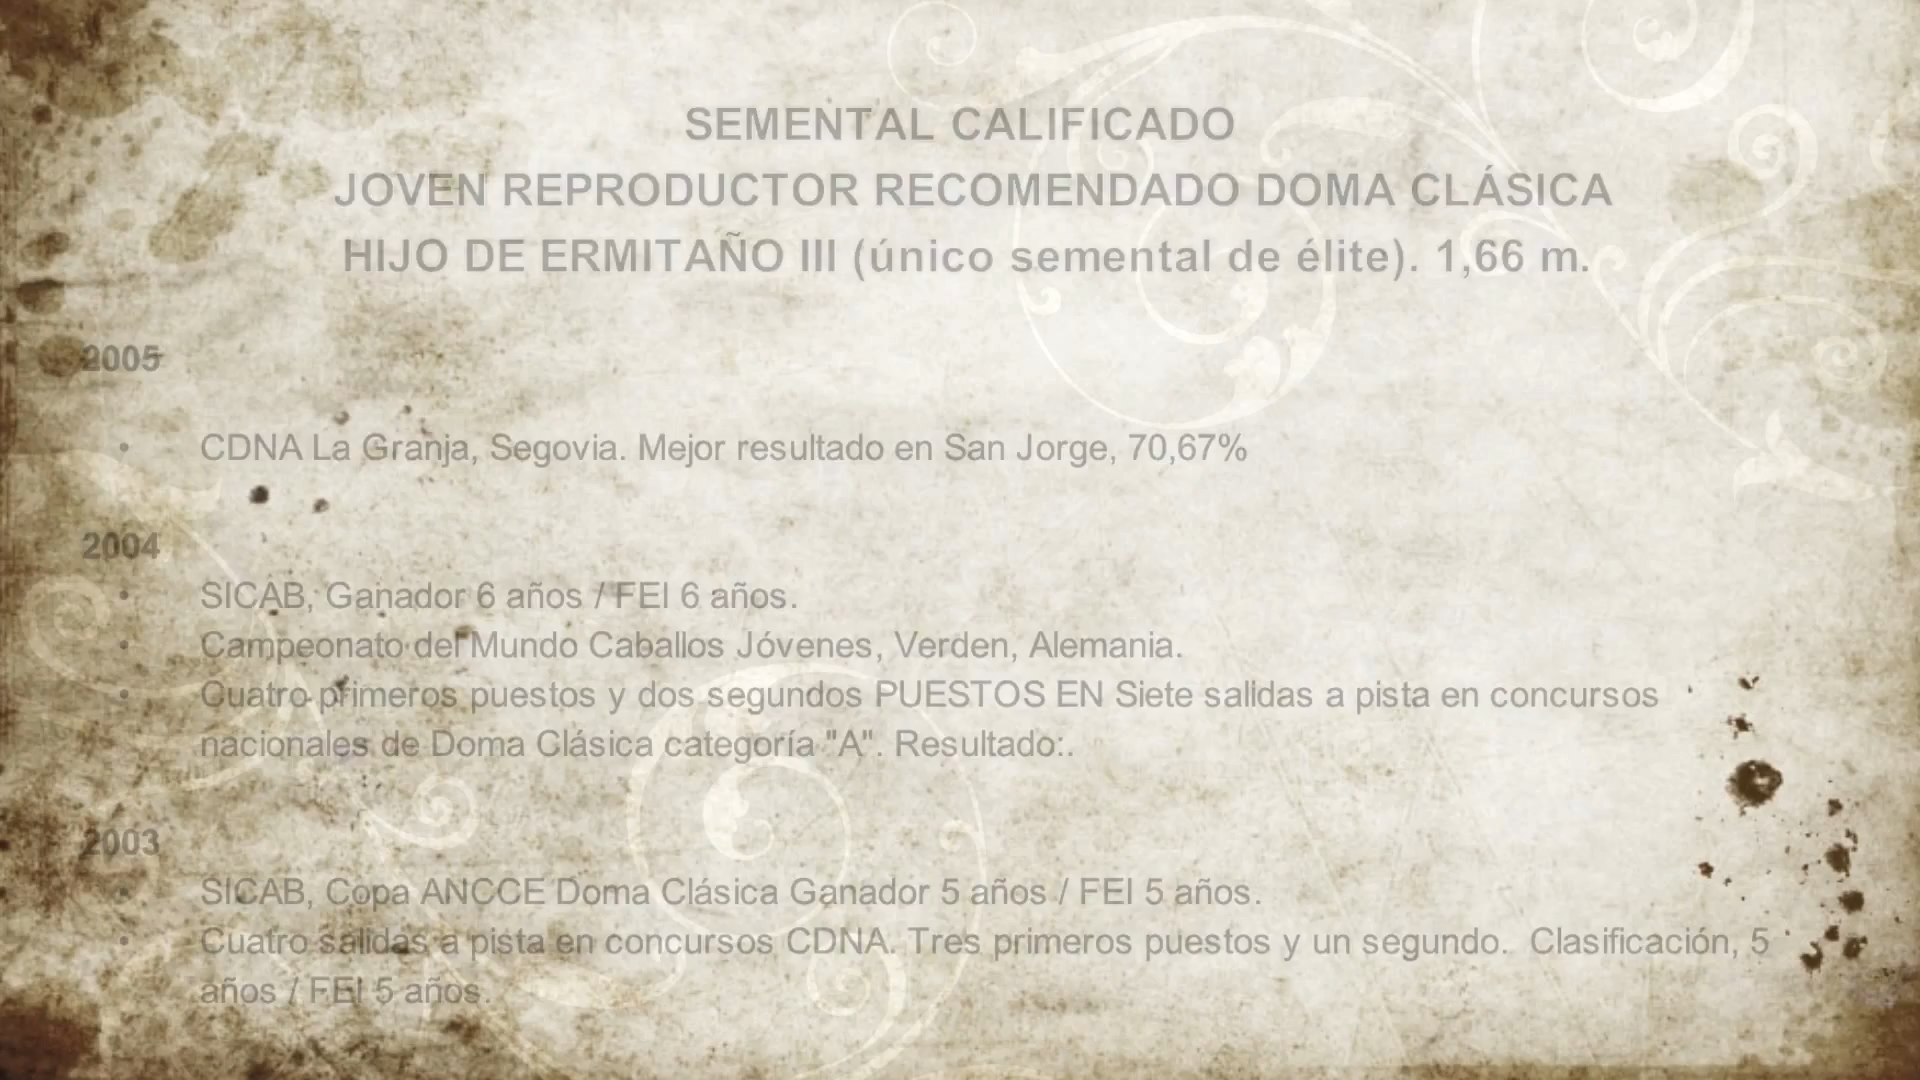 SEMENTAL CALIFICADO
JOVEN REPRODUCTOR RECOMENDADO DOMA CLÁSICA
HIJO DE ERMITAÑO III (único semental de élite). 1,66 m.
2005
• CDNA La Granja, Segovia. Mejor resultado en San Jorge, 70,67%
2004
• SICAB, Ganador 6 años / FEI 6 años.
• Campeonato del Mundo Caballos Jóvenes, Verden, Alemania.
• Cuatro primeros puestos y dos segundos PUESTOS EN Siete salidas a pista en concursos
nacionales de Doma Clásica categoría "A". Resultado:.
2003
• SICAB, Copa ANCCE Doma Clásica Ganador 5 años / FEI 5 años.
• Cuatro salidas a pista en concursos CDNA. Tres primeros puestos y un segundo.  Clasificación, 5
años / FEI 5 años.